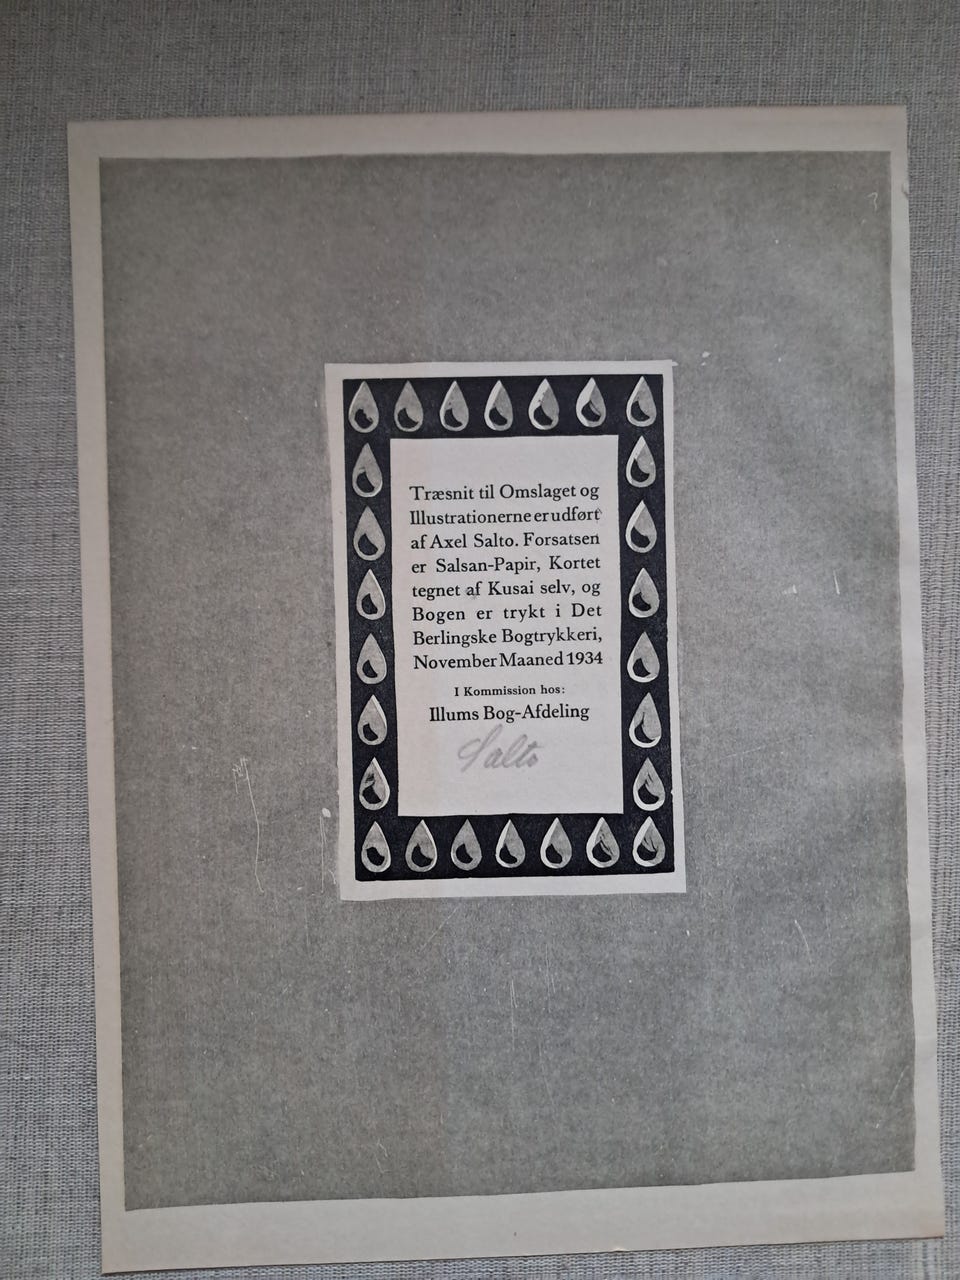 Træsnit til Omslaget og
Illustrationerne er udført
af Axel Salto. Forsatsen
er Salsan-Papir, Kortet
tegnet af Kusai selv, og
Bogen er trykt i Det
Berlingske Bogtrykkeri,
November Maaned 1934
I Kommission hos:
Illums Bog-Afdeling
Salto